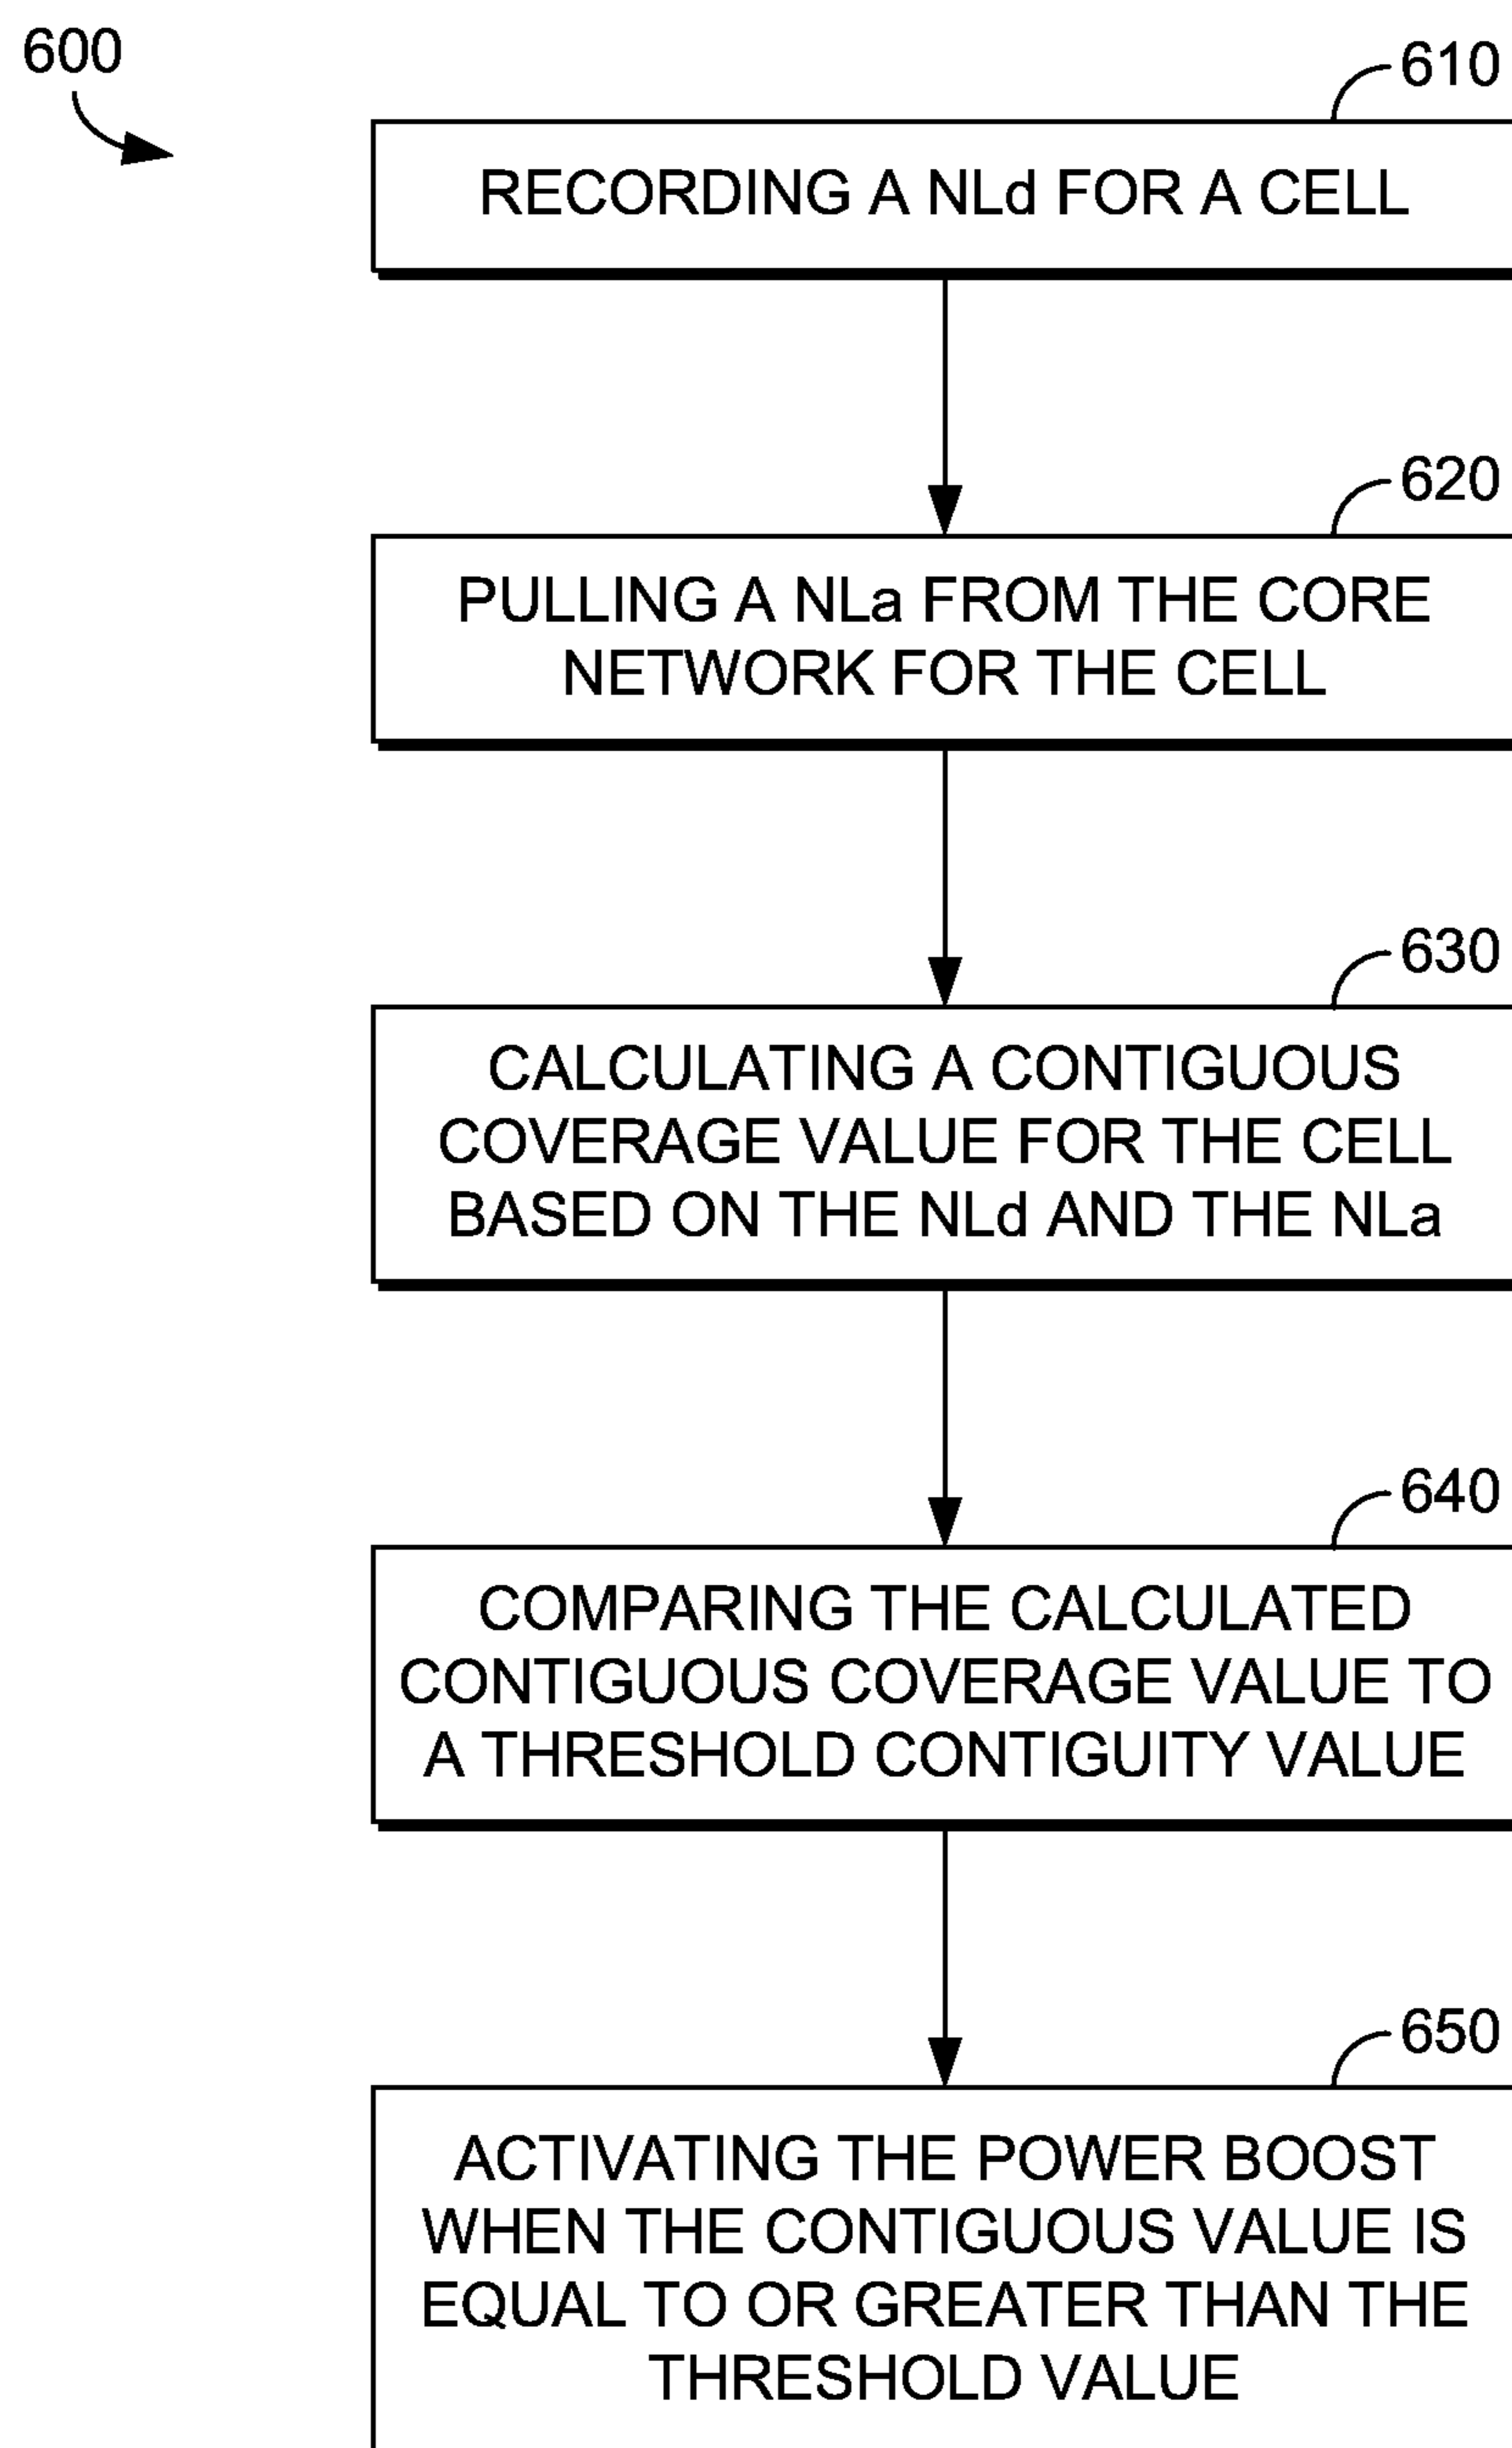 600
610
RECORDING A NLd FOR A CELL
620
PULLING A NLa FROM THE CORE
NETWORK FOR THE CELL
630
CALCULATING A CONTIGUOUS
COVERAGE VALUE FOR THE CELL
BASED ON THE NLd AND THE NLa
640
COMPARING THE CALCULATED
CONTIGUOUS COVERAGE VALUE TO
A THRESHOLD CONTIGUITY VALUE
650
ACTIVATING THE POWER BOOST
WHEN THE CONTIGUOUS VALUE IS
EQUAL TO OR GREATER THAN THE
THRESHOLD VALUE